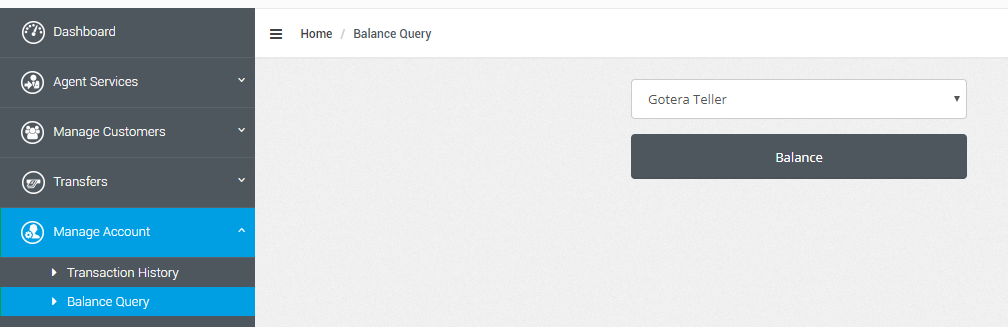 Dashboard
Agent Services
Manage Customers
Transfers
Manage Account
Transaction History
Balance Query
Home / Balance Query
Gotera Teller
Balance